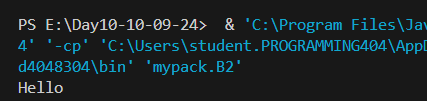 PS E:\Day10-10-09-24>  & 'C:\Program Files\Jav
4' '-cp' 'C:\Users\student.PROGRAMMING404\AppD
d4048304\bin' 'mypack.B2'
Hello